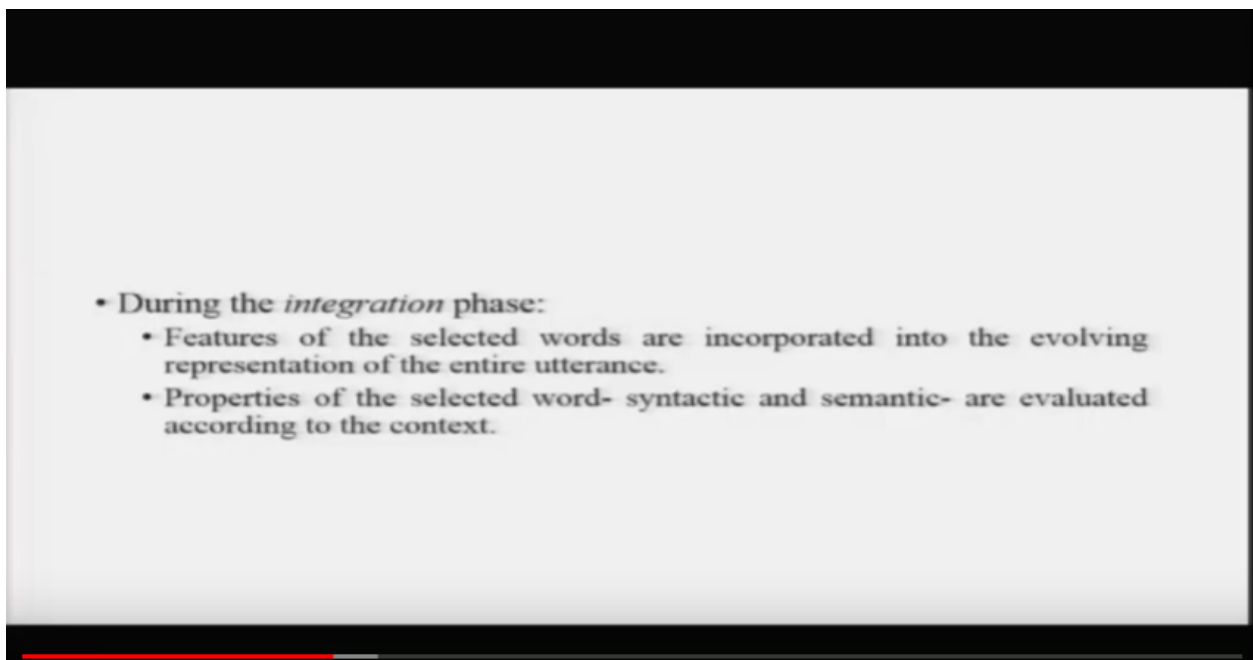 • During the integration phase:
• Features of the selected words are incorporated into the evolving
representation of the entire utterance.
• Properties of the selected word- syntactic and semantic- are evaluated
according to the context.